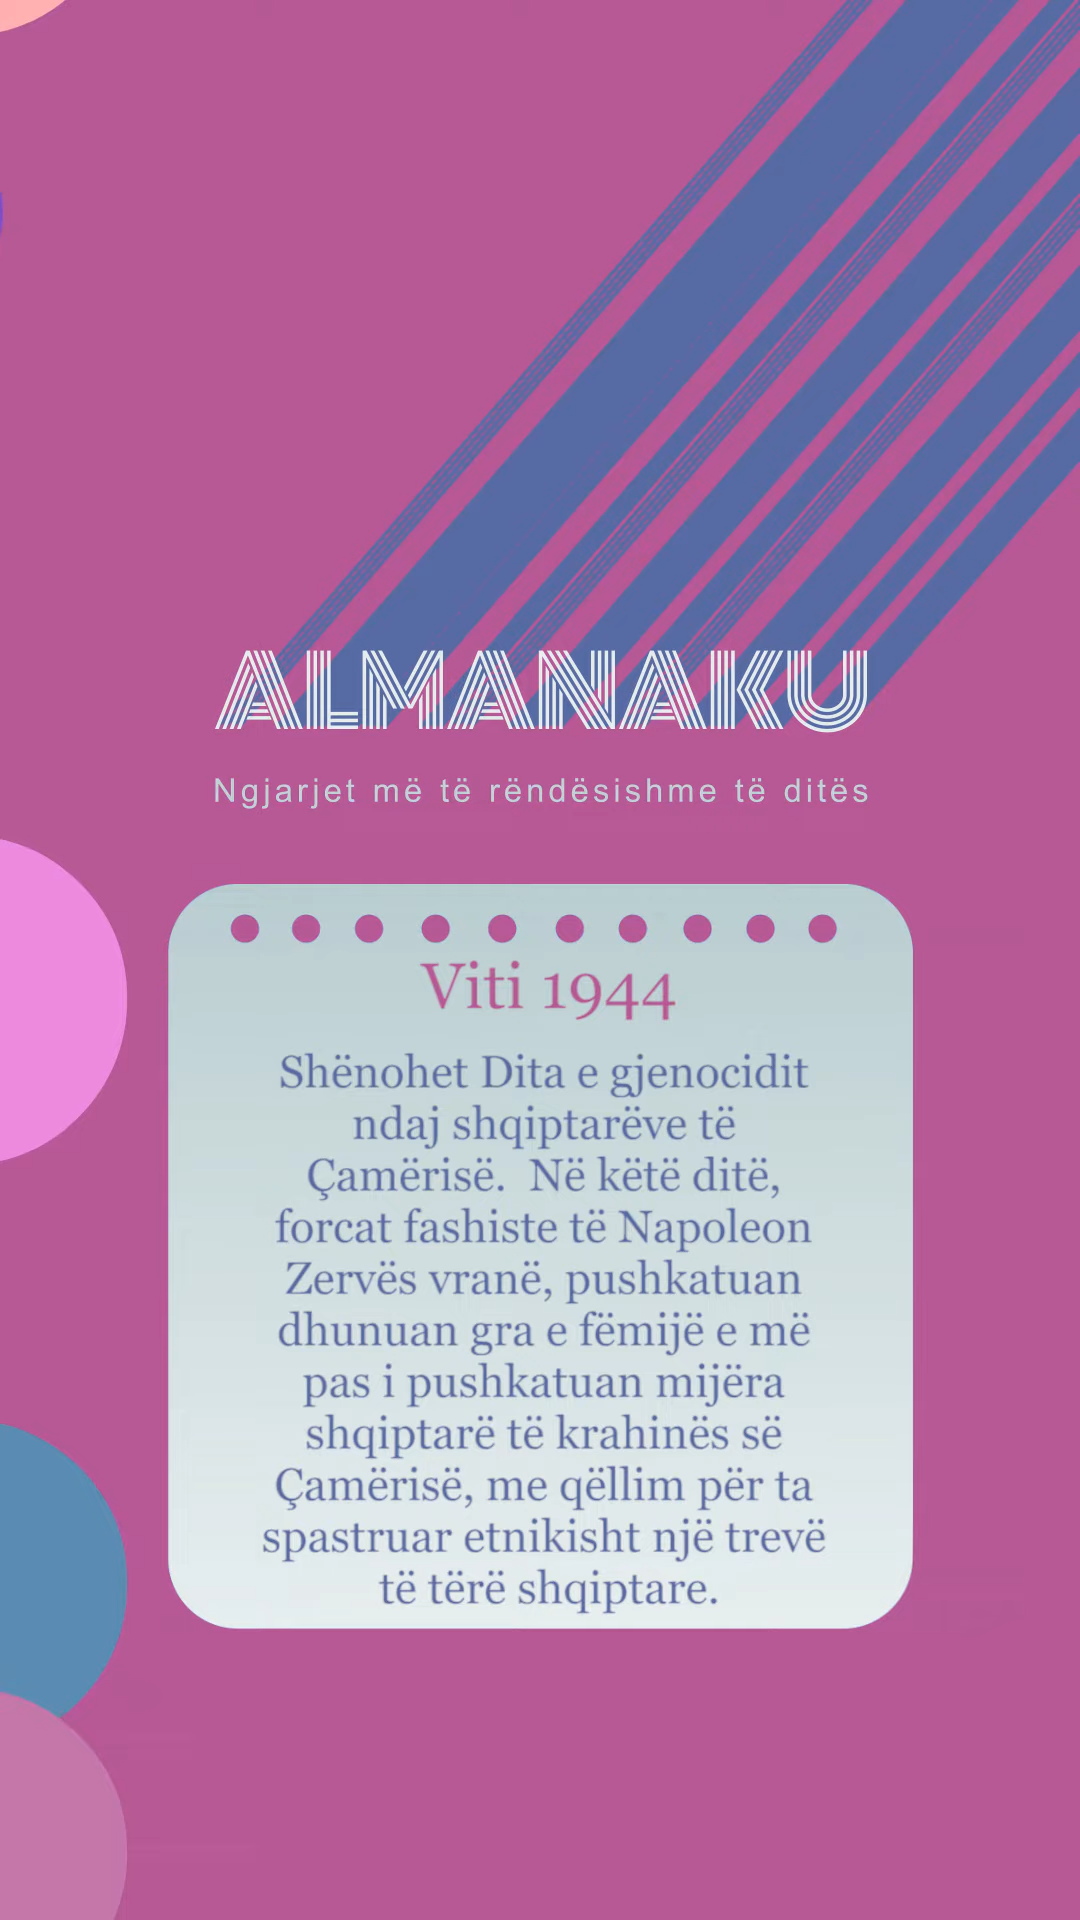 ALMANAKU
Ngjarjet më të rëndësishme të ditës
Viti 1944
Shënohet Dita e gjenocidit
ndaj shqiptarëve të
Çamërisë. Në këtë ditë,
forcat fashiste të Napoleon
Zervës vranë, pushkatuan
dhunuan gra e fëmijë e më
pas i pushkatuan mijëra
shqiptarë të krahinës së
Çamërisë, me qëllim për ta
spastruar etnikisht një trevë
të tërë shqiptare.